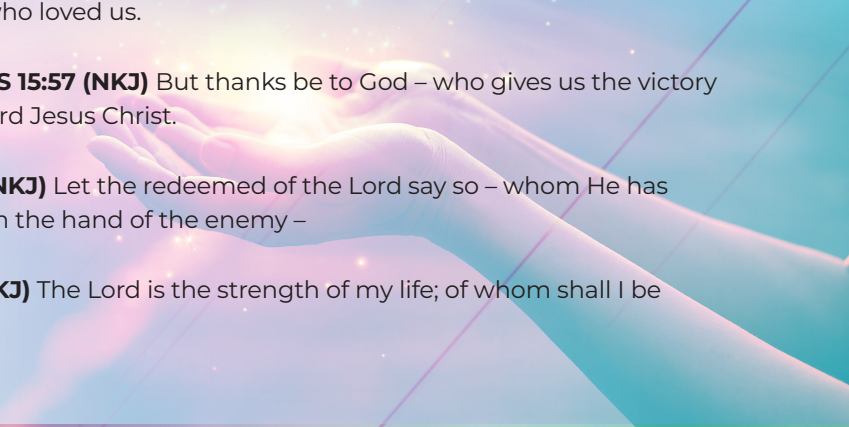 who loved us.
S 15:57 (NKJ) But thanks be to God – who gives us the victory
rd Jesus Christ.
NKJ) Let the redeemed of the Lord say so – whom He has
the hand of the enemy –
KJ) The Lord is the strength of my life; of whom shall I be